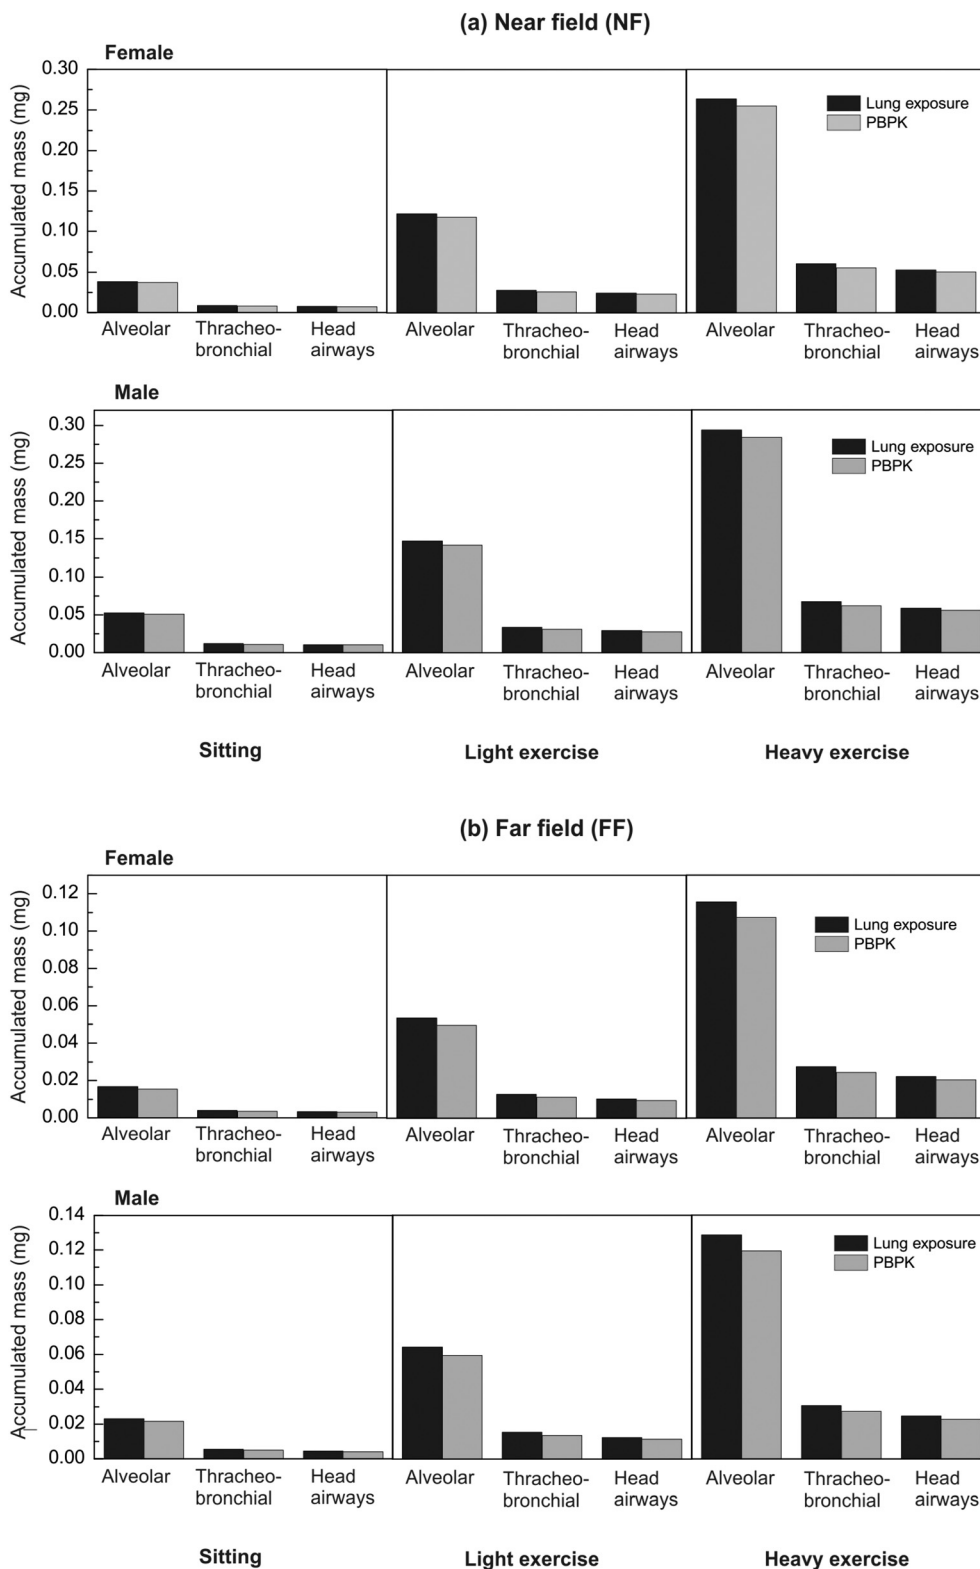 (a) Near field (NF)
Female
Accumulated mass (mg)
0.30
0.25
0.20
0.15
0.10
0.05
0.00
Lung exposure
PBPK
Alveolar Thracheo- Head Alveolar Thracheo- Head Alveolar Thracheo- Head
bronchial airways bronchial airways bronchial airways
Male
Accumulated mass (mg)
0.30
0.25
0.20
0.15
0.10
0.05
0.00
Lung exposure
PBPK
Alveolar Thracheo- Head Alveolar Thracheo- Head Alveolar Thracheo- Head
bronchial airways bronchial airways bronchial airways
Sitting Light exercise Heavy exercise
(b) Far field (FF)
Female
Accumulated mass (mg)
0.12
0.10
0.08
0.06
0.04
0.02
0.00
Lung exposure
PBPK
Alveolar Thracheo- Head Alveolar Thracheo- Head Alveolar Thracheo- Head
bronchial airways bronchial airways bronchial airways
Male
Accumulated mass (mg)
0.14
0.12
0.10
0.08
0.06
0.04
0.02
0.00
Lung exposure
PBPK
Alveolar Thracheo- Head Alveolar Thracheo- Head Alveolar Thracheo- Head
bronchial airways bronchial airways bronchial airways
Sitting Light exercise Heavy exercise